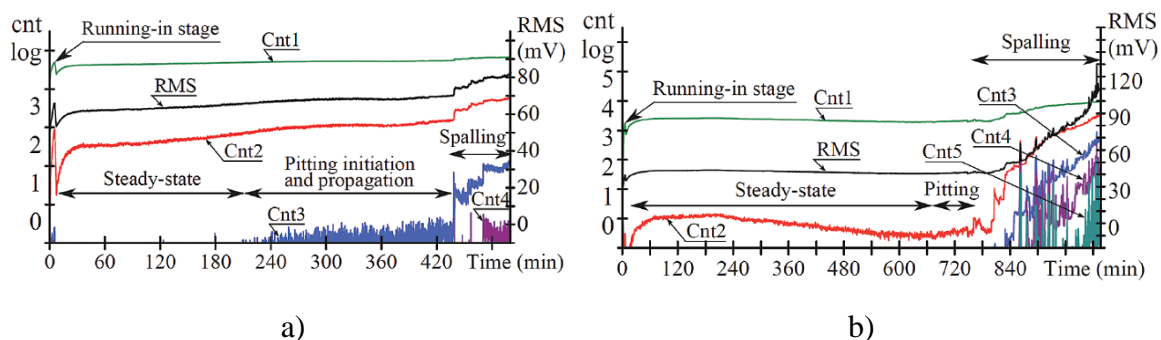 cnt
log
Running-in stage
Cnt1
RMS
(mV)
80
3
RMS
60
2
Cnt2
Spalling
40
1
Steady-state
Pitting initiation
and propagation
20
0
Cnt3
Cnt4
0
0 60 120 180 240 300 360 420 Time (min)
a)
cnt
log
Spalling
RMS
(mV)
5
120
4
Running-in stage
Cnt1
Cnt3
3
90
Cnt4
2
RMS
Cnt5
60
1
Steady-state
Pitting
30
0
Cnt2
0
0 120 240 360 480 600 720 840 Time (min)
b)